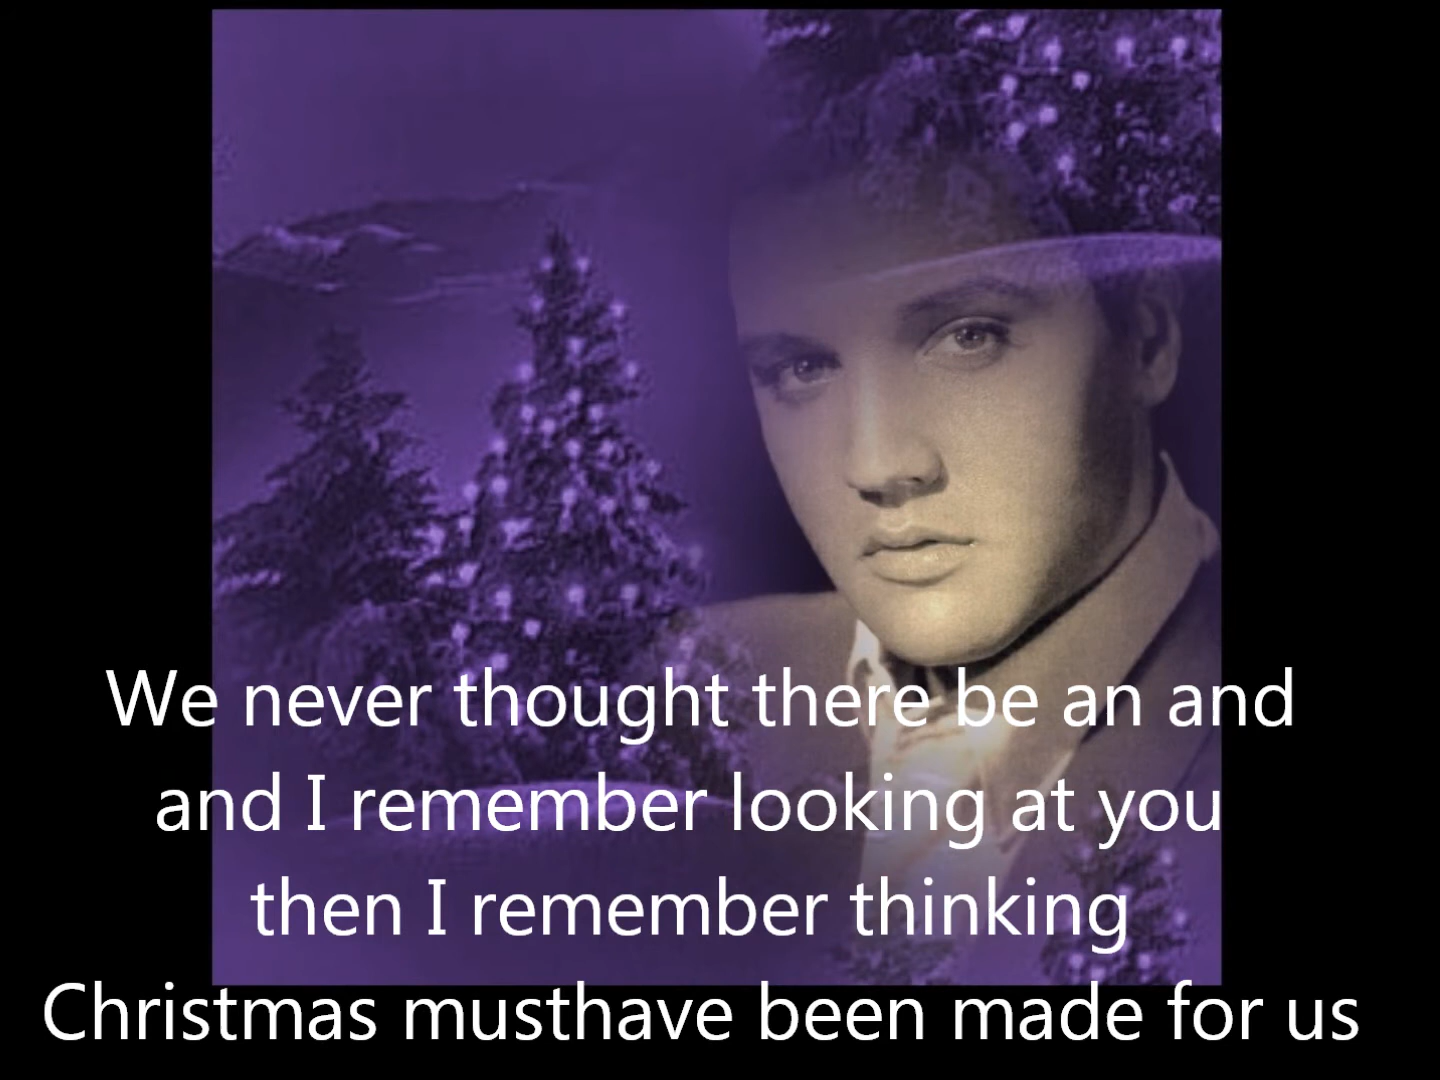 We never thought there be an and
and I remember looking at you
then I remember thinking
Christmas musthave been made for us